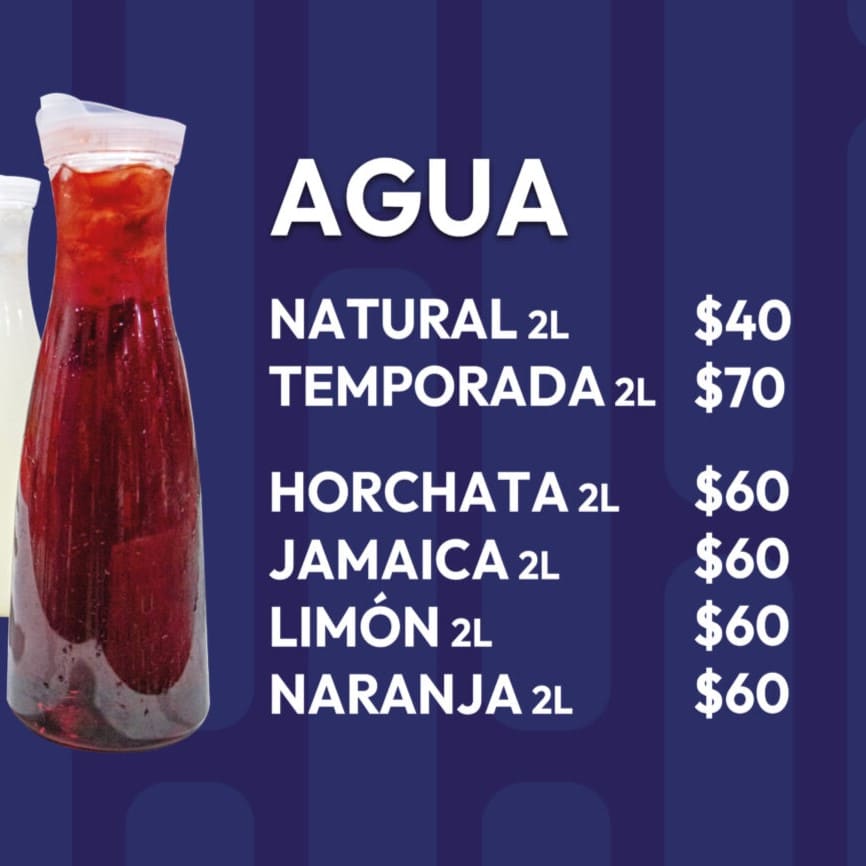 AGUA
NATURAL 2L $40
TEMPORADA 2L $70
HORCHATA 2L $60
JAMAICA 2L $60
LIMÓN 2L $60
NARANJA 2L $60